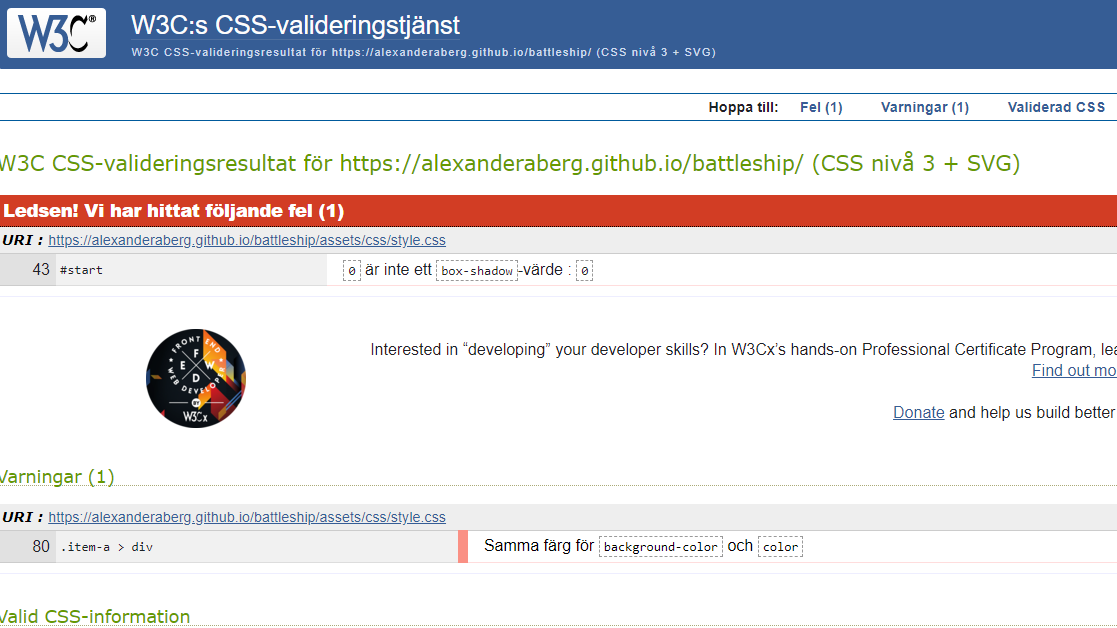 W3C®
W3C:s CSS-valideringstjänst
W3C CSS-valideringsresultat för https://alexanderaberg.github.io/battleship/ (CSS nivå 3 + SVG)
Hoppa till: Fel (1) Varningar (1) Validerad CSS
W3C CSS-valideringsresultat för https://alexanderaberg.github.io/battleship/ (CSS nivå 3 + SVG)
Ledsen! Vi har hittat följande fel (1)
URI : https://alexanderaberg.github.io/battleship/assets/css/style.css
43 #start 0 är inte ett box-shadow-värde : 0
FRONT END
F
E W
D
WEB DEVELOPER
BY
W3Cx
Interested in “developing” your developer skills? In W3Cx’s hands-on Professional Certificate Program, lea
Find out mo
Donate and help us build better
Varningar (1)
URI : https://alexanderaberg.github.io/battleship/assets/css/style.css
80 .item-a > div Samma färg för background-color och color
Valid CSS-information